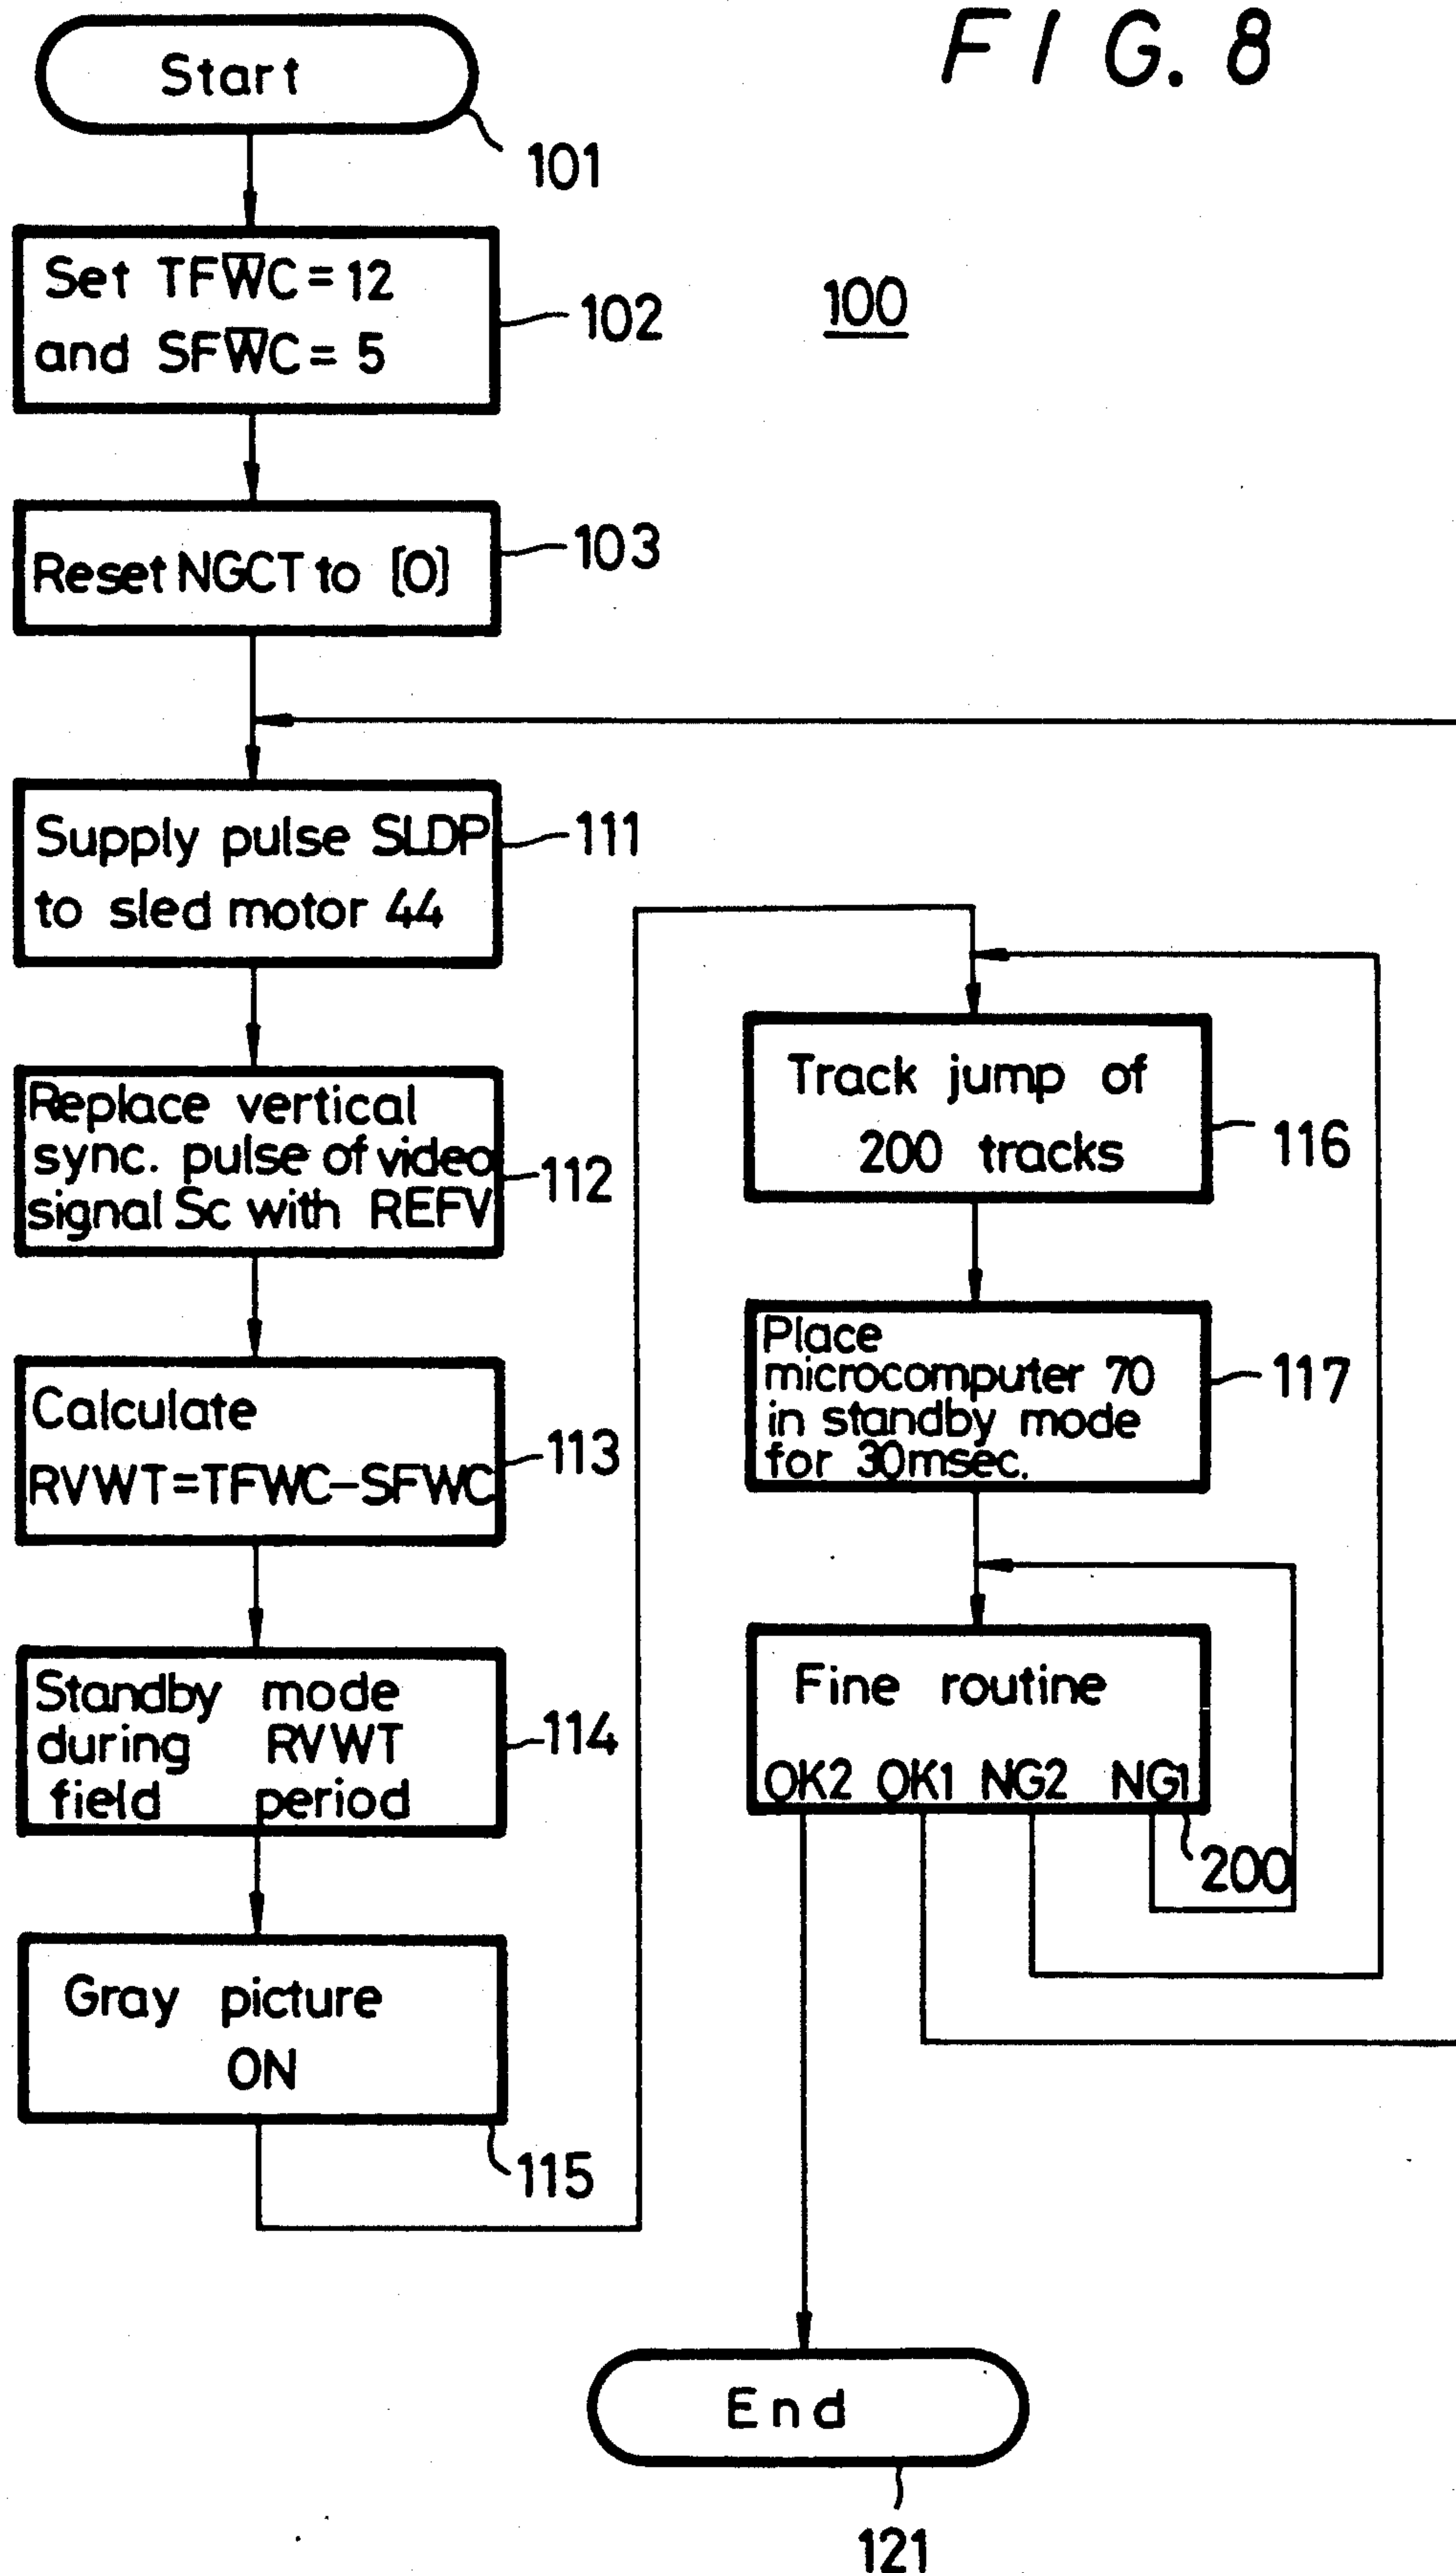 FIG. 8
Start
101
Set TFWC = 12
and SFWC = 5
102
100
Reset NGCT to [0]
103
Supply pulse SLDP
to sled motor 44
111
Replace vertical
sync. pulse of video
signal Sc with REFV
112
Calculate
RVWT=TFWC-SFWC
113
Standby mode
during RVWT
field period
114
Gray picture
ON
115
Track jump of
200 tracks
116
Place
microcomputer 70
in standby mode
for 30msec.
117
Fine routine
OK2 OK1 NG2 NG1
200
End
121